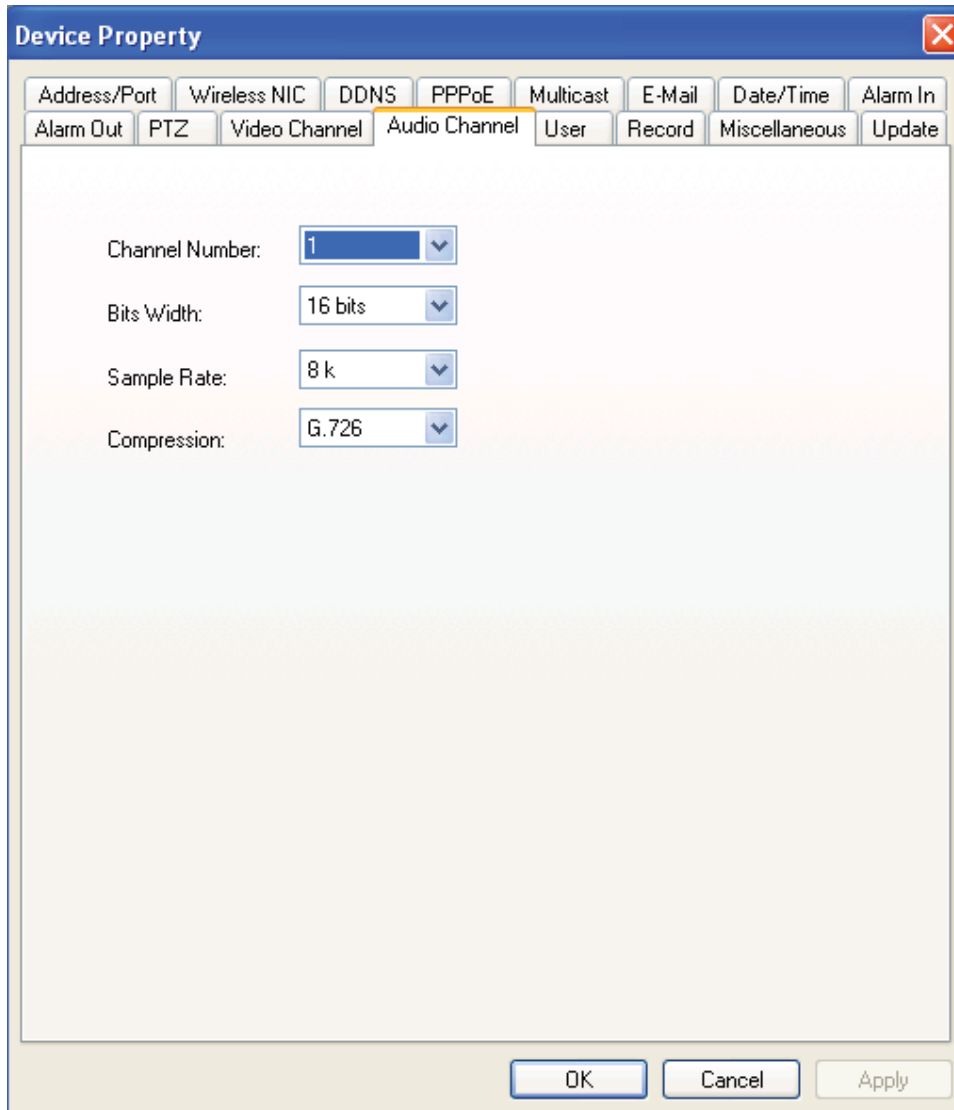 Device Property
Address/Port Wireless NIC DDNS PPPoE Multicast E-Mail Date/Time Alarm In
Alarm Out PTZ Video Channel Audio Channel User Record Miscellaneous Update
Channel Number: 1
Bits Width: 16 bits
Sample Rate: 8 k
Compression: G.726
OK Cancel Apply